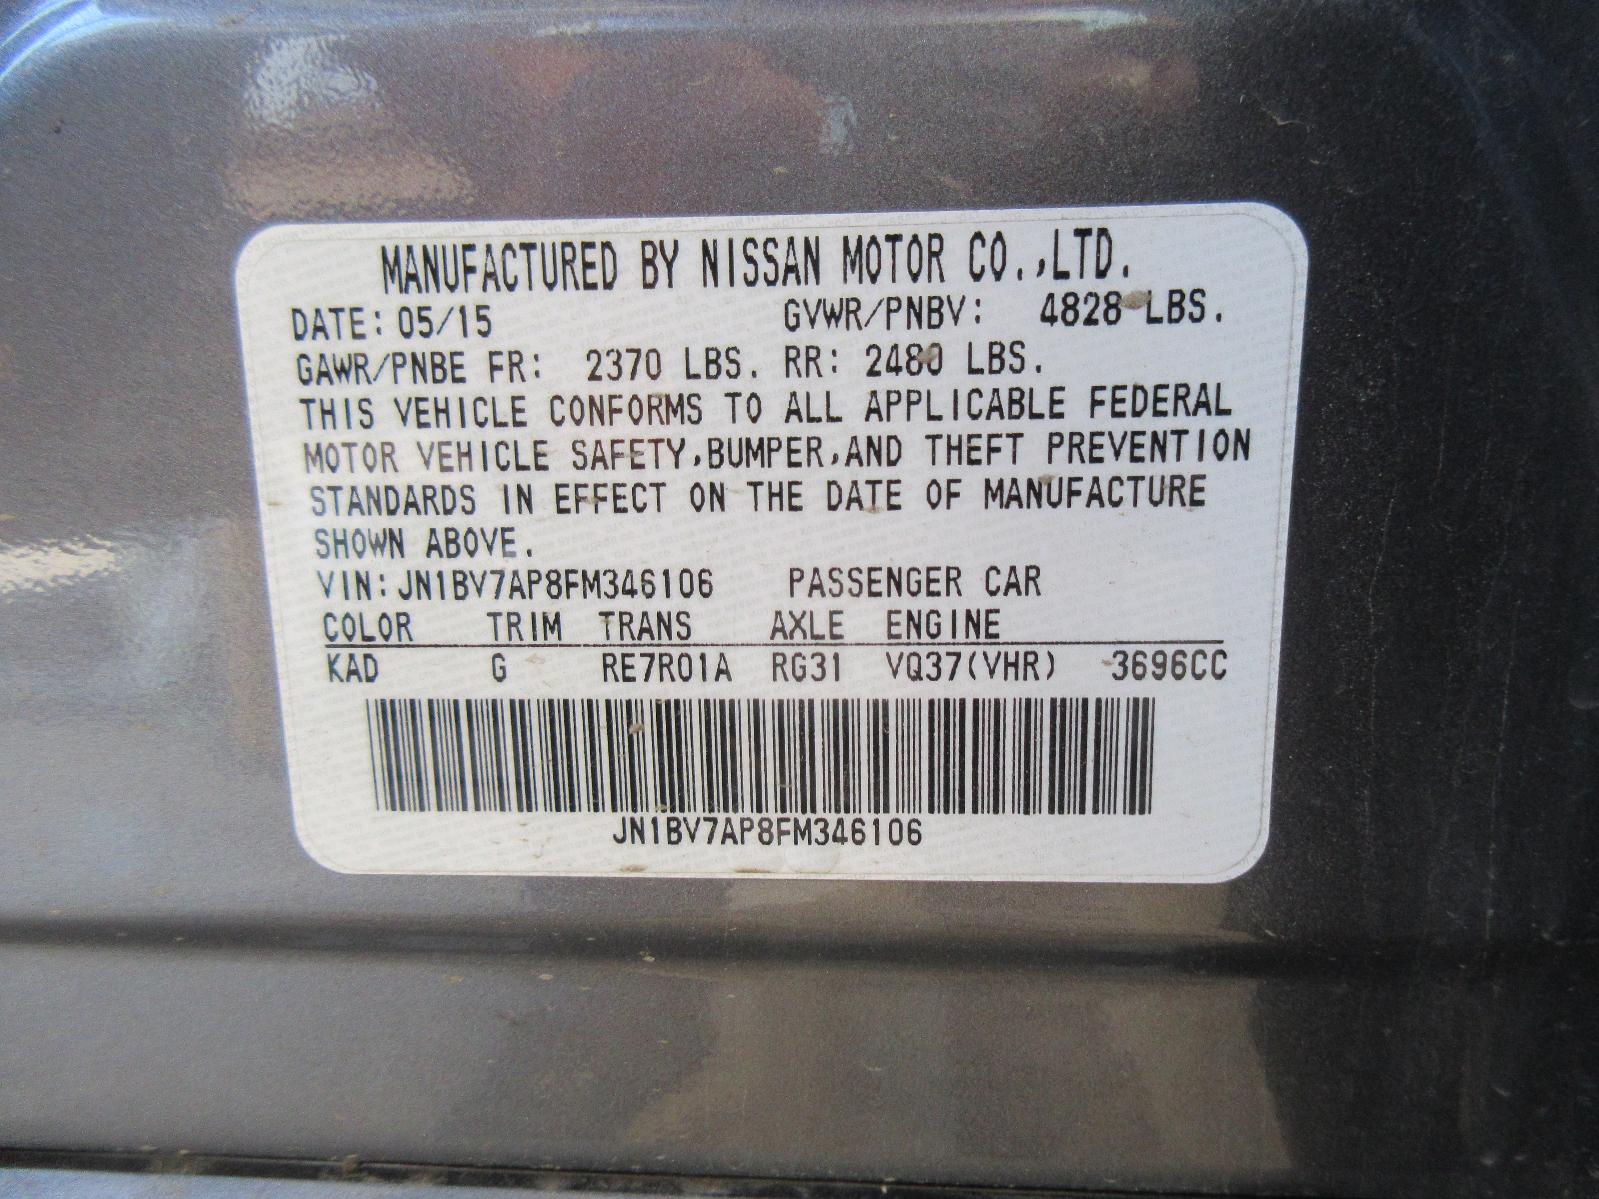 MANUFACTURED BY NISSAN MOTOR CO.,LTD.
DATE: 05/15 GVWR/PNBV: 4828 LBS.
GAWR/PNBE FR: 2370 LBS. RR: 2480 LBS.
THIS VEHICLE CONFORMS TO ALL APPLICABLE FEDERAL
MOTOR VEHICLE SAFETY,BUMPER,AND THEFT PREVENTION
STANDARDS IN EFFECT ON THE DATE OF MANUFACTURE
SHOWN ABOVE.
VIN:JN1BV7AP8FM346106 PASSENGER CAR
COLOR TRIM TRANS AXLE ENGINE
KAD G RE7R01A RG31 VQ37(VHR) 3696CC
JN1BV7AP8FM346106